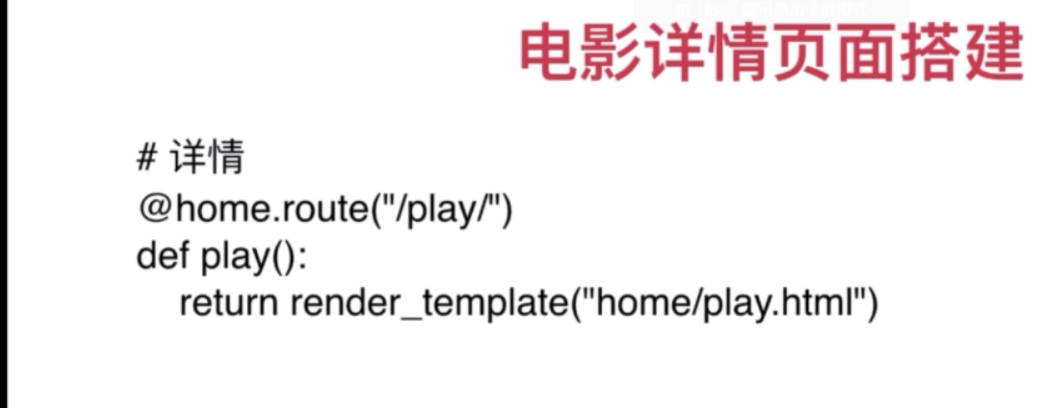 电影详情页面搭建
# 详情
@home.route("/play/")
def play():
    return render_template("home/play.html")